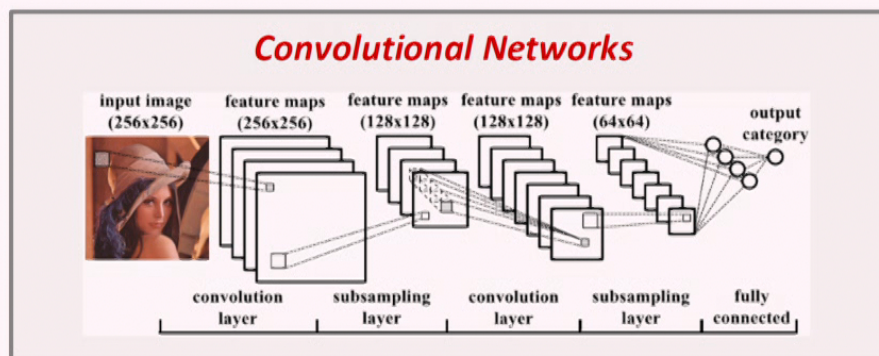 Convolutional Networks
input image
(256x256)
feature maps
(256x256)
feature maps
(128x128)
feature maps
(128x128)
feature maps
(64x64)
output
category
convolution
layer
subsampling
layer
convolution
layer
subsampling
layer
fully
connected